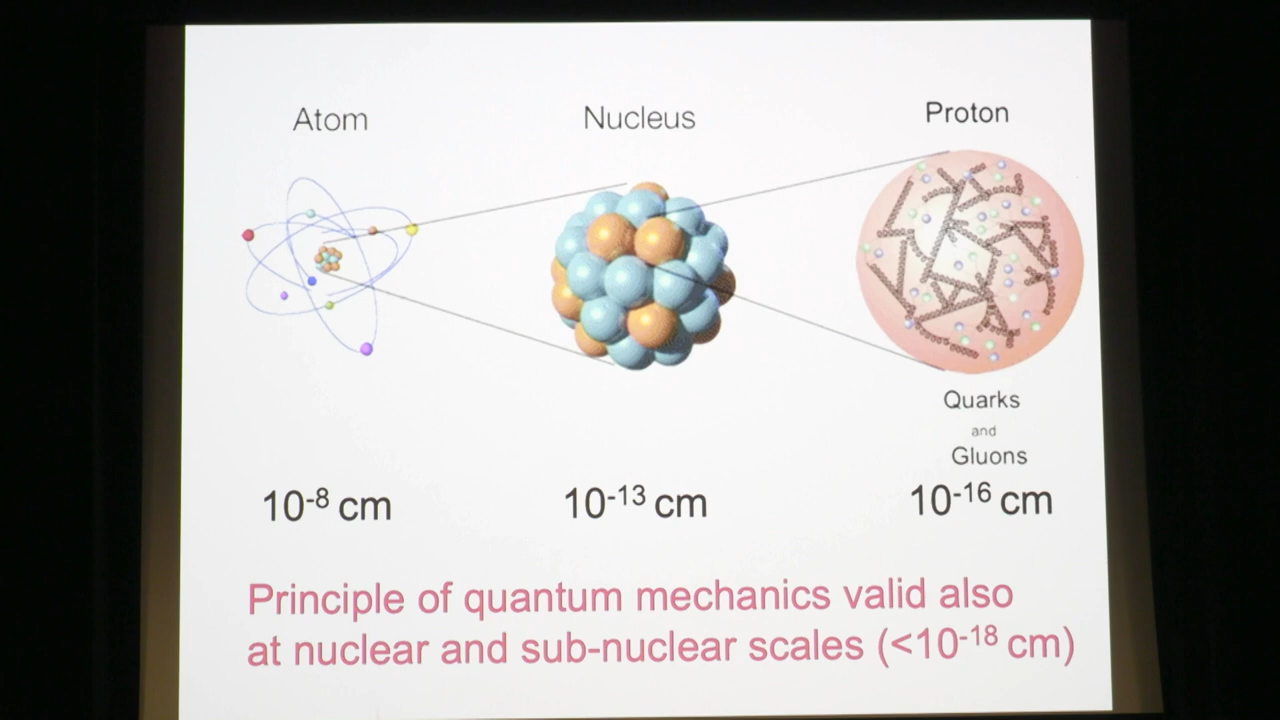 Atom
Nucleus
Proton
Quarks
and
Gluons
10-8 cm
10-13 cm
10-16 cm
Principle of quantum mechanics valid also
at nuclear and sub-nuclear scales (<10-18 cm)